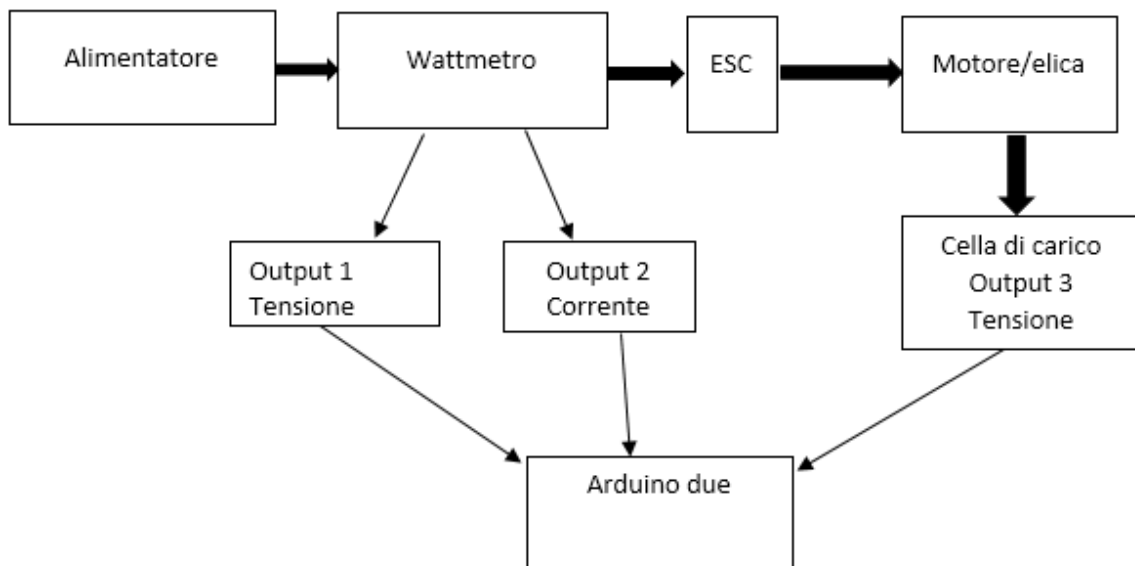 Alimentatore
Wattmetro
ESC
Motore/elica
Output 1
Tensione
Output 2
Corrente
Cella di carico
Output 3
Tensione
Arduino due